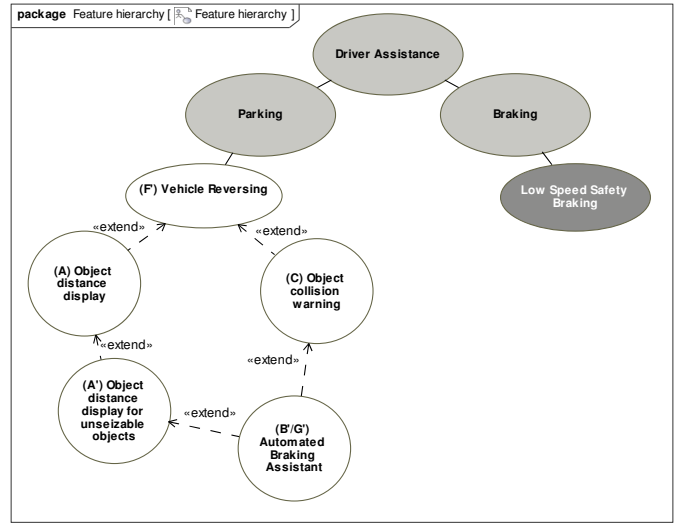 package Feature hierarchy [ Feature hierarchy ]
Driver Assistance
Parking
Braking
(F') Vehicle Reversing
Low Speed Safety
Braking
«extend»
«extend»
(A) Object
distance
display
(C) Object
collision
warning
«extend»
«extend»
(A') Object
distance
display for
unseizable
objects
«extend»
(B'/G')
Automated
Braking
Assistant